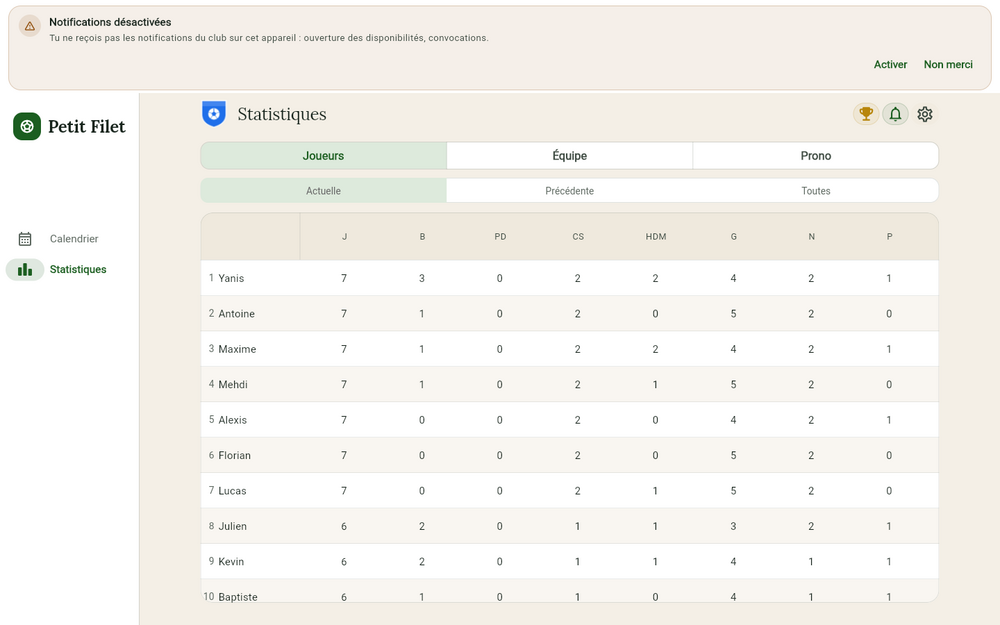 Notifications désactivées
Tu ne reçois pas les notifications du club sur cet appareil : ouverture des disponibilités, convocations.
Activer Non merci
Petit Filet
Calendrier
Statistiques
Statistiques
Joueurs Équipe Prono
Actuelle Précédente Toutes
J B PD CS HDM G N P
1 Yanis 7 3 0 2 2 4 2 1
2 Antoine 7 1 0 2 0 5 2 0
3 Maxime 7 1 0 2 2 4 2 1
4 Mehdi 7 1 0 2 1 5 2 0
5 Alexis 7 0 0 2 0 4 2 1
6 Florian 7 0 0 2 0 5 2 0
7 Lucas 7 0 0 2 1 5 2 0
8 Julien 6 2 0 1 1 3 2 1
9 Kevin 6 2 0 1 1 4 1 1
10 Baptiste 6 1 0 1 0 4 1 1